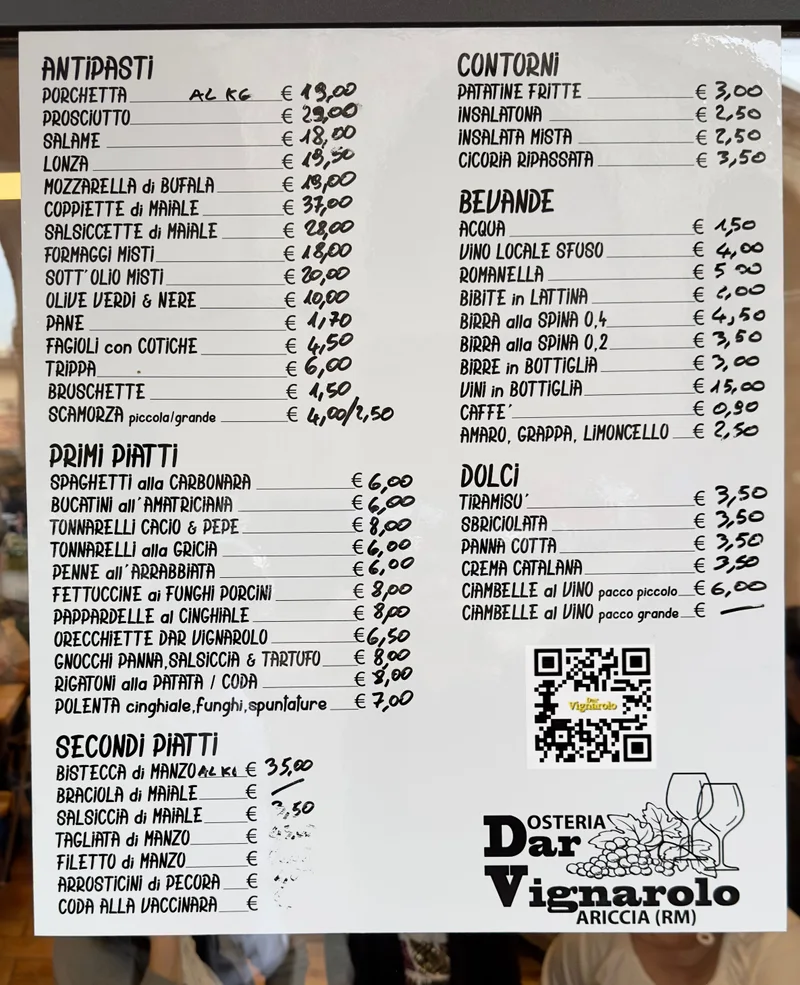 ANTIPASTI
PORCHETTA AL KG € 19,00
PROSCIUTTO € 29,00
SALAME € 18,00
LONZA € 19,50
MOZZARELLA di BUFALA € 19,00
COPPIETTE di MAIALE € 37,00
SALSICCETTE di MAIALE € 28,00
FORMAGGI MISTI € 18,00
SOTT'OLIO MISTI € 20,00
OLIVE VERDI & NERE € 10,00
PANE € 1,70
FAGIOLI con COTICHE € 4,50
TRIPPA € 6,00
BRUSCHETTE € 1,50
SCAMORZA piccola/grande € 4,00/2,50
PRIMI PIATTI
SPAGHETTI alla CARBONARA € 6,00
BUCATINI all'AMATRICIANA € 6,00
TONNARELLI CACIO & PEPE € 8,00
TONNARELLI alla GRICIA € 6,00
PENNE all'ARRABBIATA € 6,00
FETTUCCINE ai FUNGHI PORCINI € 8,00
PAPPARDELLE al CINGHIALE € 8,00
ORECCHIETTE DAR VIGNAROLO € 6,50
GNOCCHI PANNA,SALSICCIA & TARTUFO € 8,00
RIGATONI alla PAJATA / CODA € 8,00
POLENTA cinghiale,funghi,spuntature € 7,00
SECONDI PIATTI
BISTECCA di MANZO AL KG € 35,00
BRACIOLA di MAIALE €
SALSICCIA di MAIALE € 3,50
TAGLIATA di MANZO €
FILETTO di MANZO €
ARROSTICINI di PECORA €
CODA ALLA VACCINARA €
CONTORNI
PATATINE FRITTE € 3,00
INSALATONA € 2,50
INSALATA MISTA € 2,50
CICORIA RIPASSATA € 3,50
BEVANDE
ACQUA € 1,50
VINO LOCALE SFUSO € 4,00
ROMANELLA € 5 00
BIBITE in LATTINA € 2,00
BIRRA alla SPINA 0,4 € 4,50
BIRRA alla SPINA 0,2 € 3,50
BIRRE in BOTTIGLIA € 3,00
VINI in BOTTIGLIA € 15,00
CAFFE' € 0,90
AMARO, GRAPPA, LIMONCELLO € 2,50
DOLCI
TIRAMISU' € 3,50
SBRICIOLATA € 3,50
PANNA COTTA € 3,50
CREMA CATALANA € 3,50
CIAMBELLE al VINO pacco piccolo € 6,00
CIAMBELLE al VINO pacco grande € —
Dar
Vignarolo
OSTERIA
Dar
Vignarolo
ARICCIA (RM)